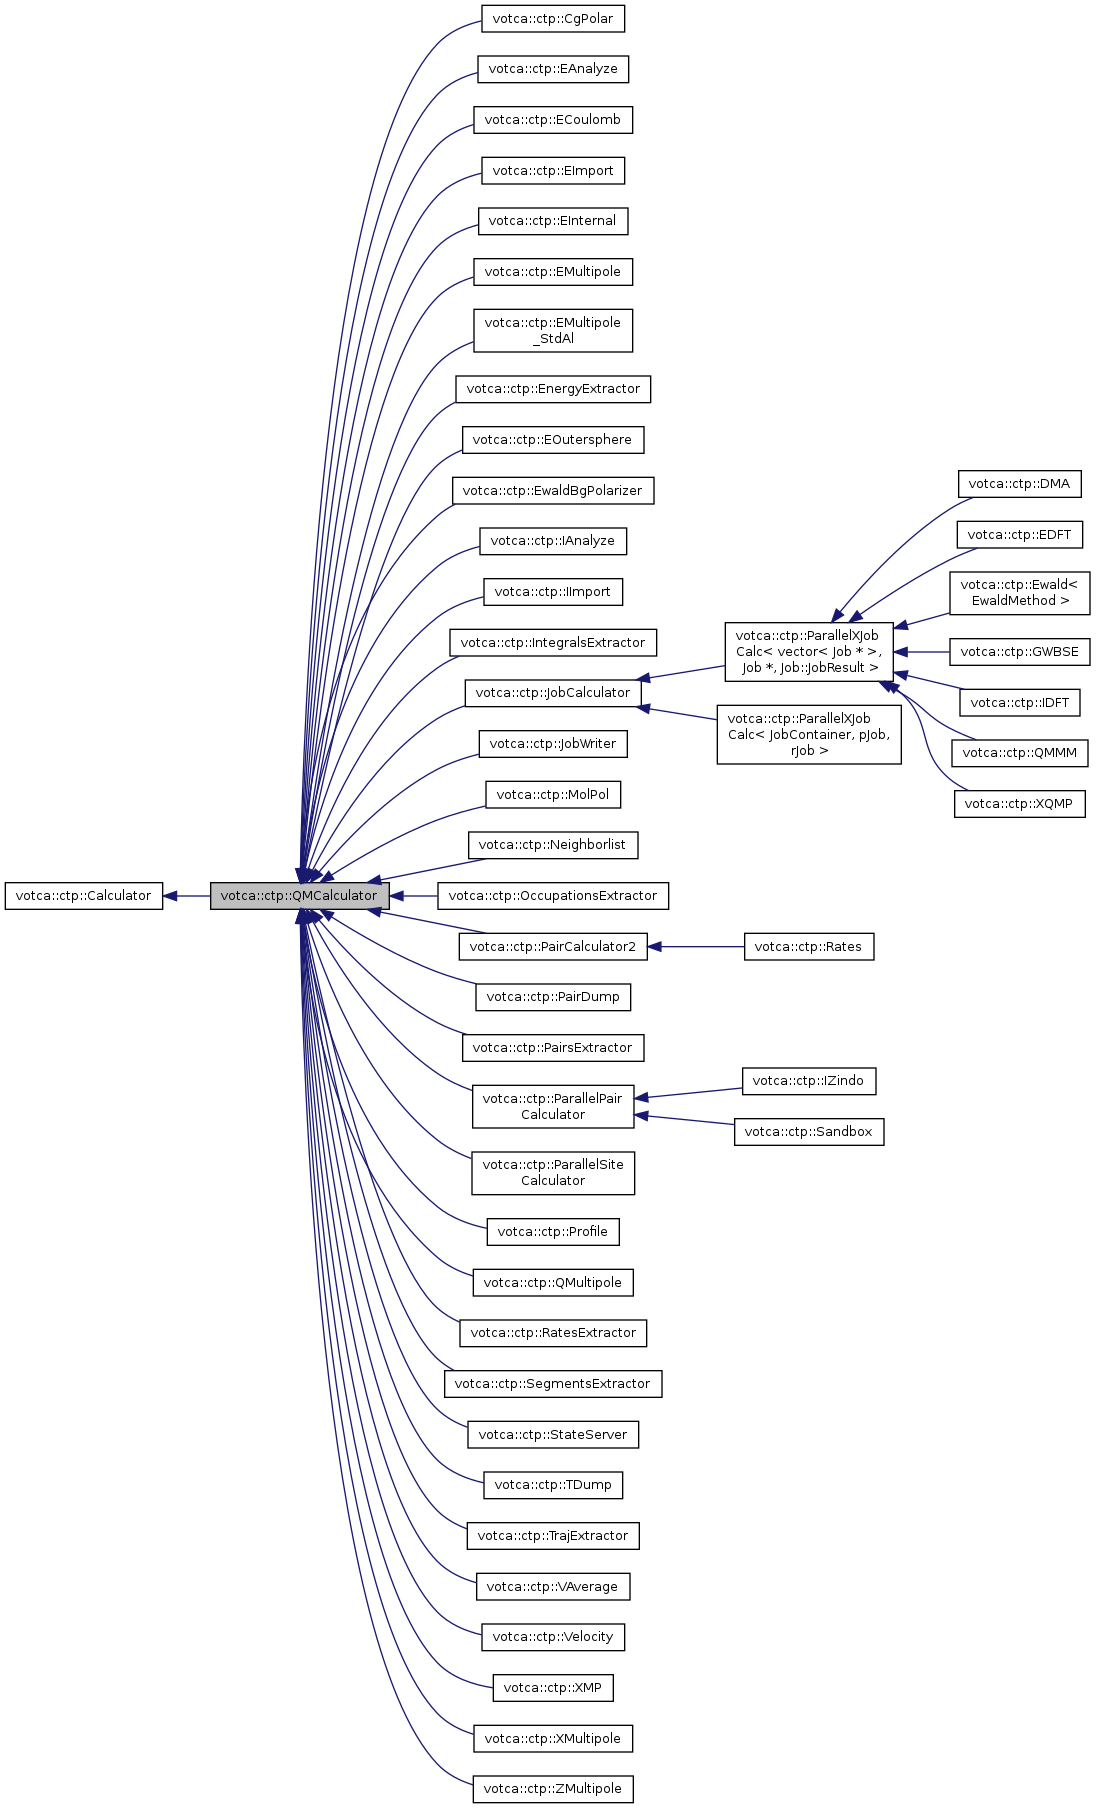 votca::ctp::CgPolar
votca::ctp::EAnalyze
votca::ctp::ECoulomb
votca::ctp::EImport
votca::ctp::EInternal
votca::ctp::EMultipole
votca::ctp::EMultipole
_StdAl
votca::ctp::EnergyExtractor
votca::ctp::EOutersphere
votca::ctp::EwaldBgPolarizer
votca::ctp::IAnalyze
votca::ctp::IImport
votca::ctp::IntegralsExtractor
votca::ctp::JobCalculator
votca::ctp::JobWriter
votca::ctp::MolPol
votca::ctp::Neighborlist
votca::ctp::Calculator
votca::ctp::QMCalculator
votca::ctp::OccupationsExtractor
votca::ctp::PairCalculator2
votca::ctp::PairDump
votca::ctp::PairsExtractor
votca::ctp::ParallelPair
Calculator
votca::ctp::ParallelSite
Calculator
votca::ctp::Profile
votca::ctp::QMultipole
votca::ctp::RatesExtractor
votca::ctp::SegmentsExtractor
votca::ctp::StateServer
votca::ctp::TDump
votca::ctp::TrajExtractor
votca::ctp::VAverage
votca::ctp::Velocity
votca::ctp::XMP
votca::ctp::XMultipole
votca::ctp::ZMultipole
votca::ctp::ParallelXJob
Calc< vector< Job * >,
Job *, Job::JobResult >
votca::ctp::ParallelXJob
Calc< JobContainer, pJob,
rJob >
votca::ctp::Rates
votca::ctp::IZindo
votca::ctp::Sandbox
votca::ctp::DMA
votca::ctp::EDFT
votca::ctp::Ewald<
EwaldMethod >
votca::ctp::GWBSE
votca::ctp::IDFT
votca::ctp::QMMM
votca::ctp::XQMP